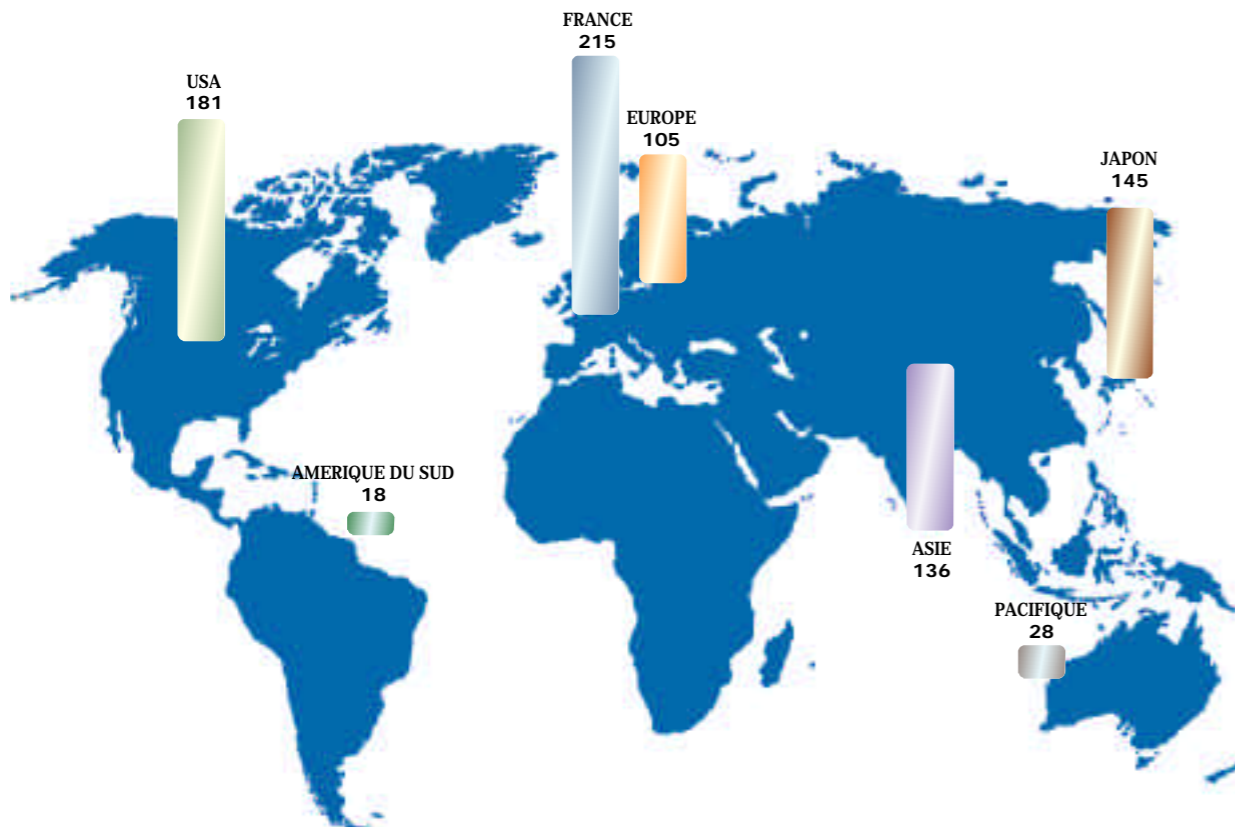 FRANCE
215
USA
181
EUROPE
105
JAPON
145
AMERIQUE DU SUD
18
ASIE
136
PACIFIQUE
28